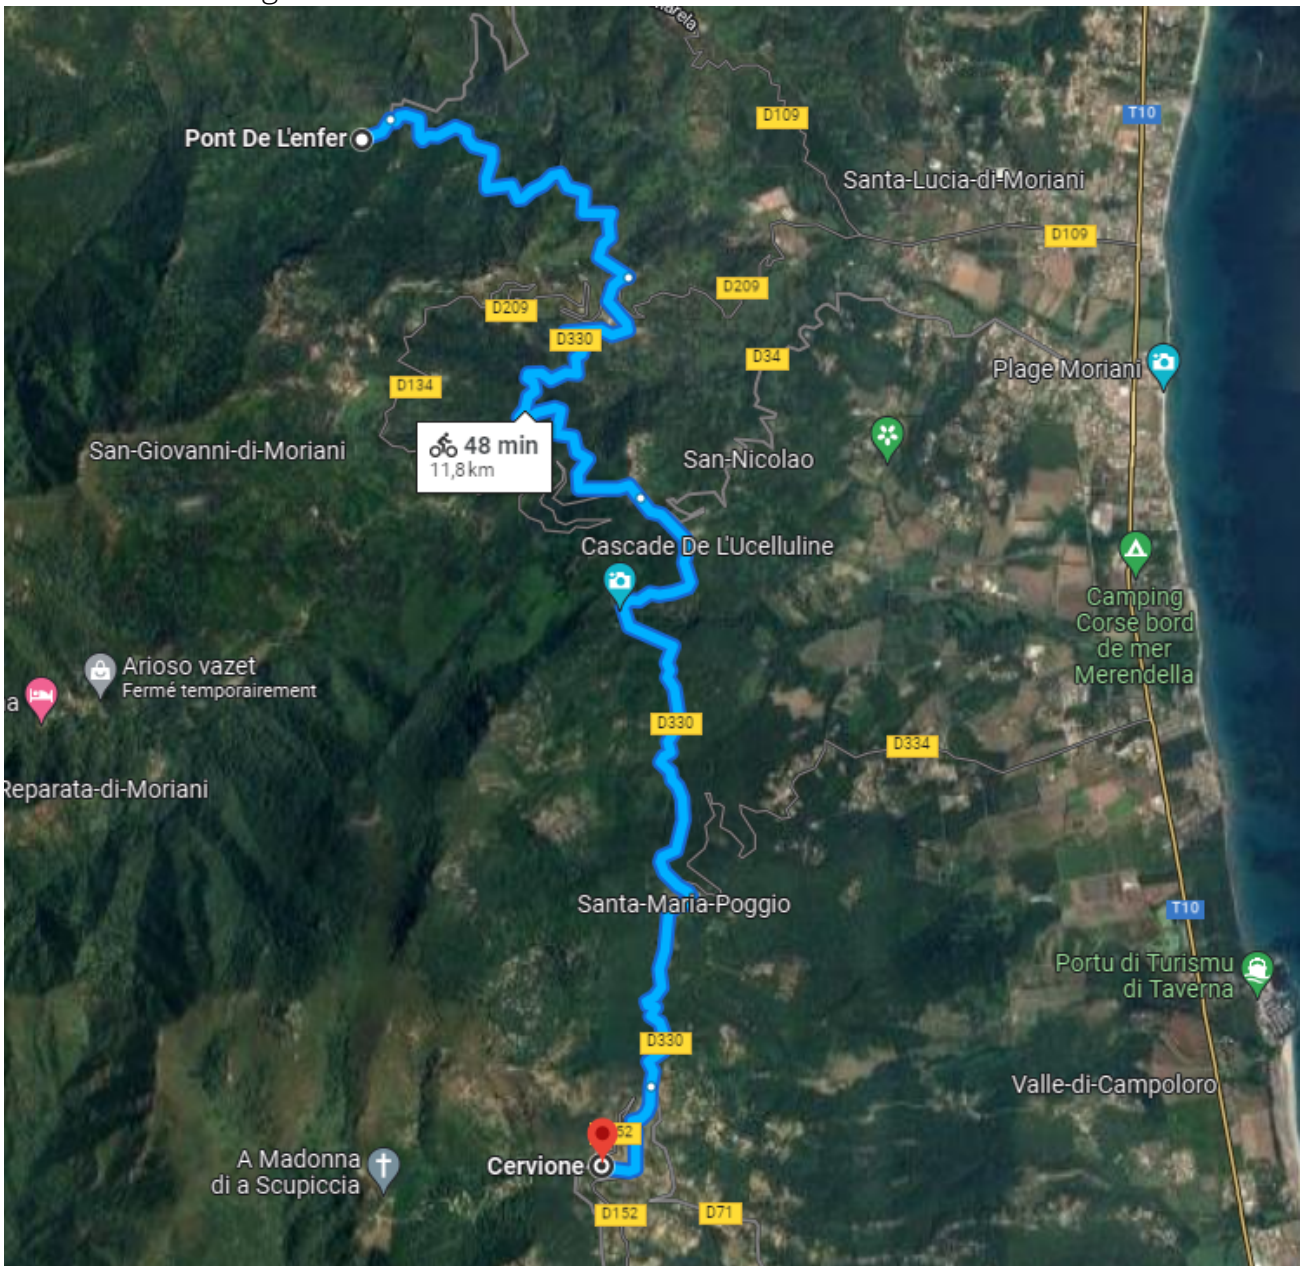 D109
T10
Pont De L'enfer
Santa-Lucia-di-Moriani
D109
D209
D209
D330
D34
Plage Moriani
D134
48 min
11,8 km
San-Giovanni-di-Moriani
San-Nicolao
Cascade De L'Ucelluline
Camping
Corse bord
de mer
Merendella
Arioso vazet
Fermé temporairement
a
D330
D334
Reparata-di-Moriani
Santa-Maria-Poggio
T10
Portu di Turismu
di Taverna
D330
Valle-di-Campoloro
52
A Madonna
di a Scupiccia
Cervione
D152
D71